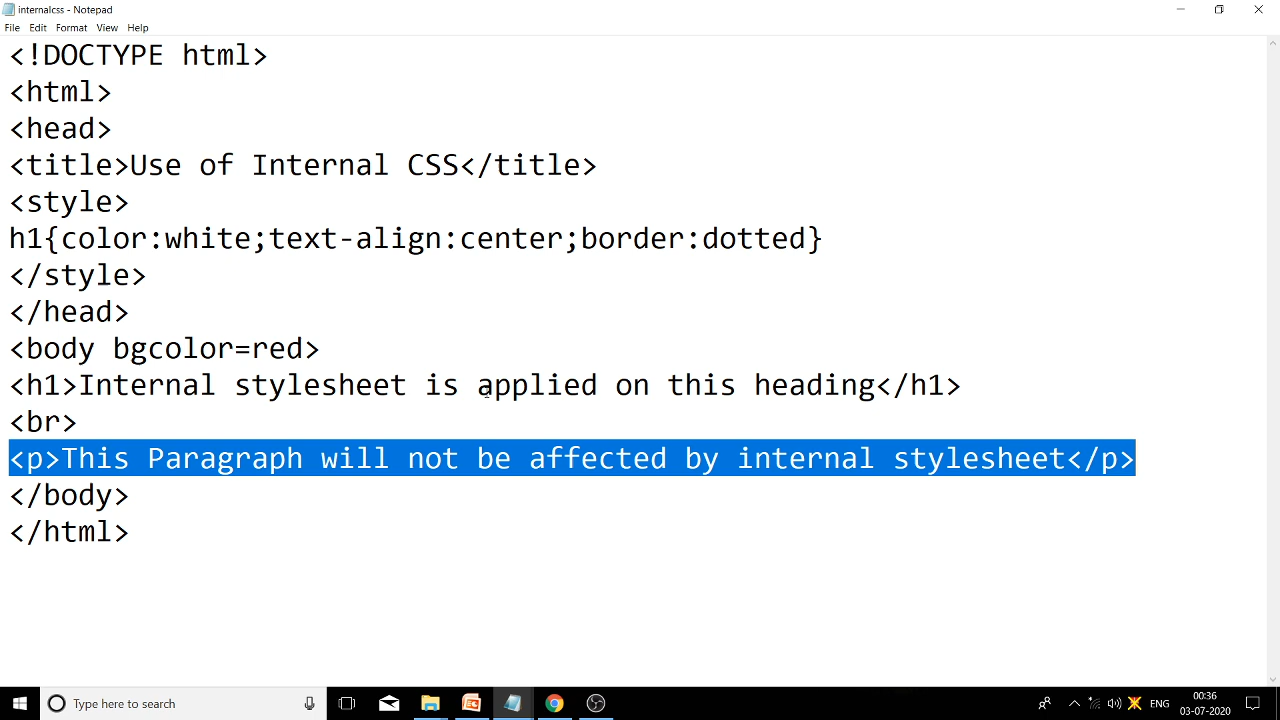 internalcss - Notepad
File Edit Format View Help
<!DOCTYPE html>
<html>
<head>
<title>Use of Internal CSS</title>
<style>
h1{color:white;text-align:center;border:dotted}
</style>
</head>
<body bgcolor=red>
<h1>Internal stylesheet is applied on this heading</h1>
<br>
<p>This Paragraph will not be affected by internal stylesheet</p>
</body>
</html>
Type here to search
ENG
00:36
03-07-2020